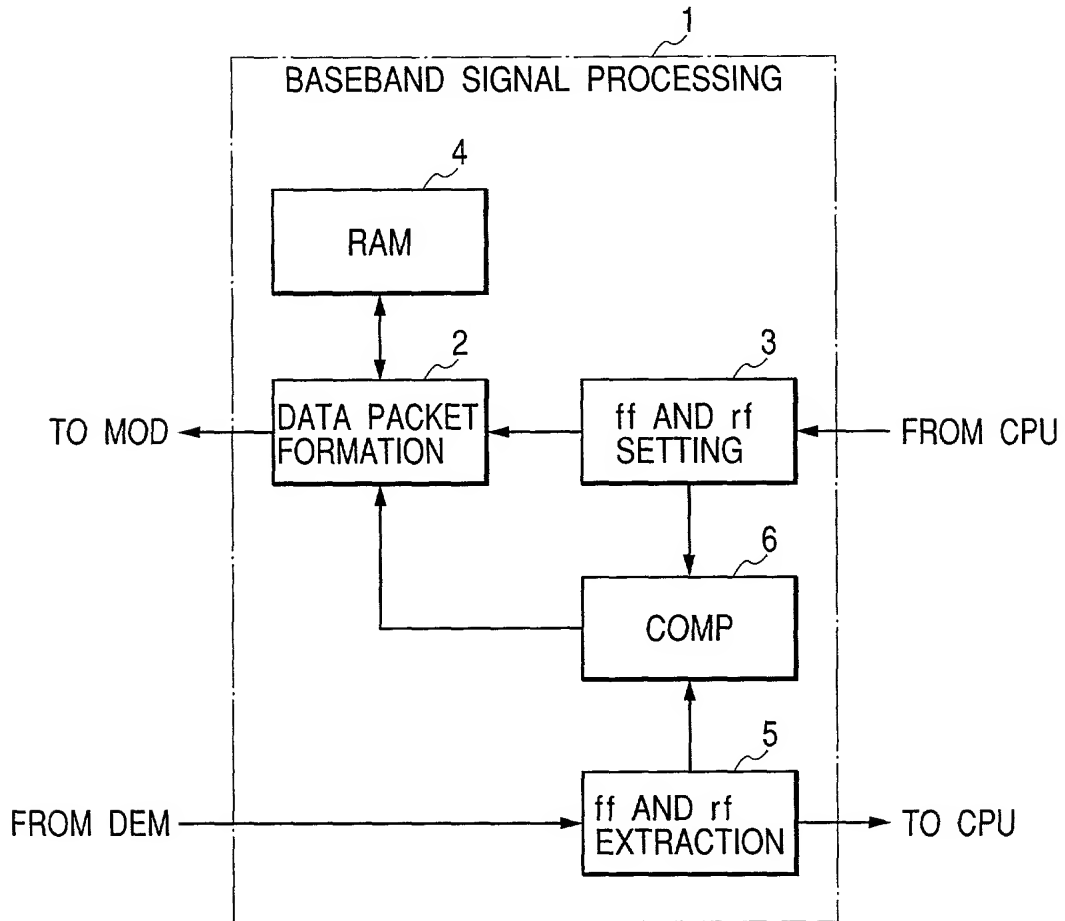 1
BASEBAND SIGNAL PROCESSING
4
RAM
2
3
TO MOD
DATA PACKET
FORMATION
ff AND rf
SETTING
FROM CPU
6
COMP
5
FROM DEM
ff AND rf
EXTRACTION
TO CPU